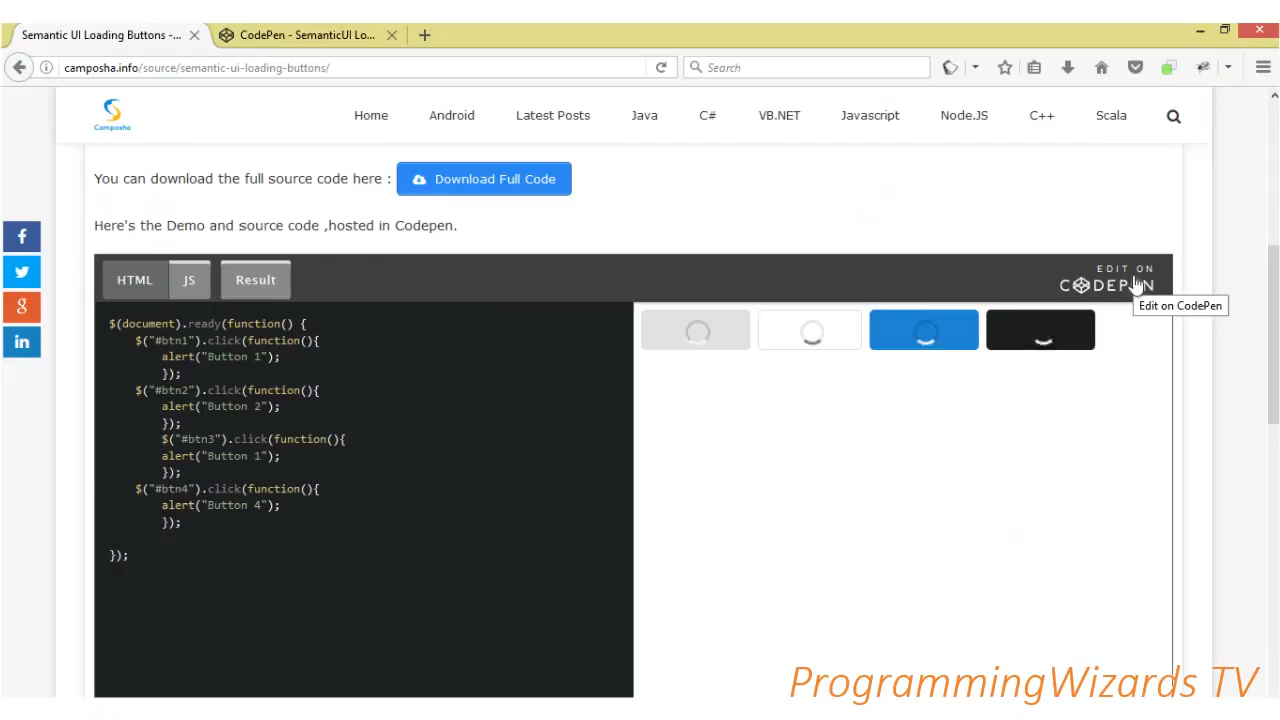 Semantic UI Loading Buttons -...
CodePen - SemanticUI Lo...
camposha.info/source/semantic-ui-loading-buttons/
Search
Camposha
Home
Android
Latest Posts
Java
C#
VB.NET
Javascript
Node.JS
C++
Scala
You can download the full source code here :
Download Full Code
Here's the Demo and source code ,hosted in Codepen.
HTML
JS
Result
EDIT ON
CODEPEN
Edit on CodePen
$(document).ready(function() {
$("#btn1").click(function(){
alert("Button 1");
});
$("#btn2").click(function(){
alert("Button 2");
});
$("#btn3").click(function(){
alert("Button 1");
});
$("#btn4").click(function(){
alert("Button 4");
});
});
f
g
in
ProgrammingWizards TV